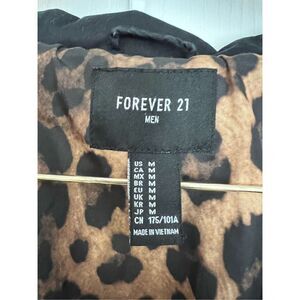 FOREVER 21
MEN
US M
CA M
MX M
BR M
EU M
UK M
KR M
JP M
CN 175/101A
MADE IN VIETNAM